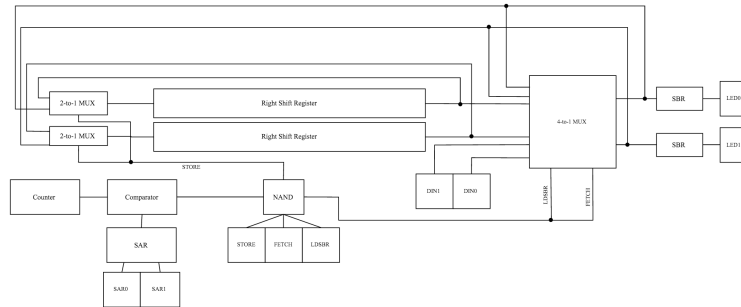 LED0
SBR
2-to-1 MUX
Right Shift Register
4-to-1 MUX
2-to-1 MUX
Right Shift Register
SBR
LED1
STORE
DIN1
DIN0
LDSBR
FETCH
Counter
Comparator
NAND
SAR
STORE
FETCH
LDSBR
SAR0
SAR1